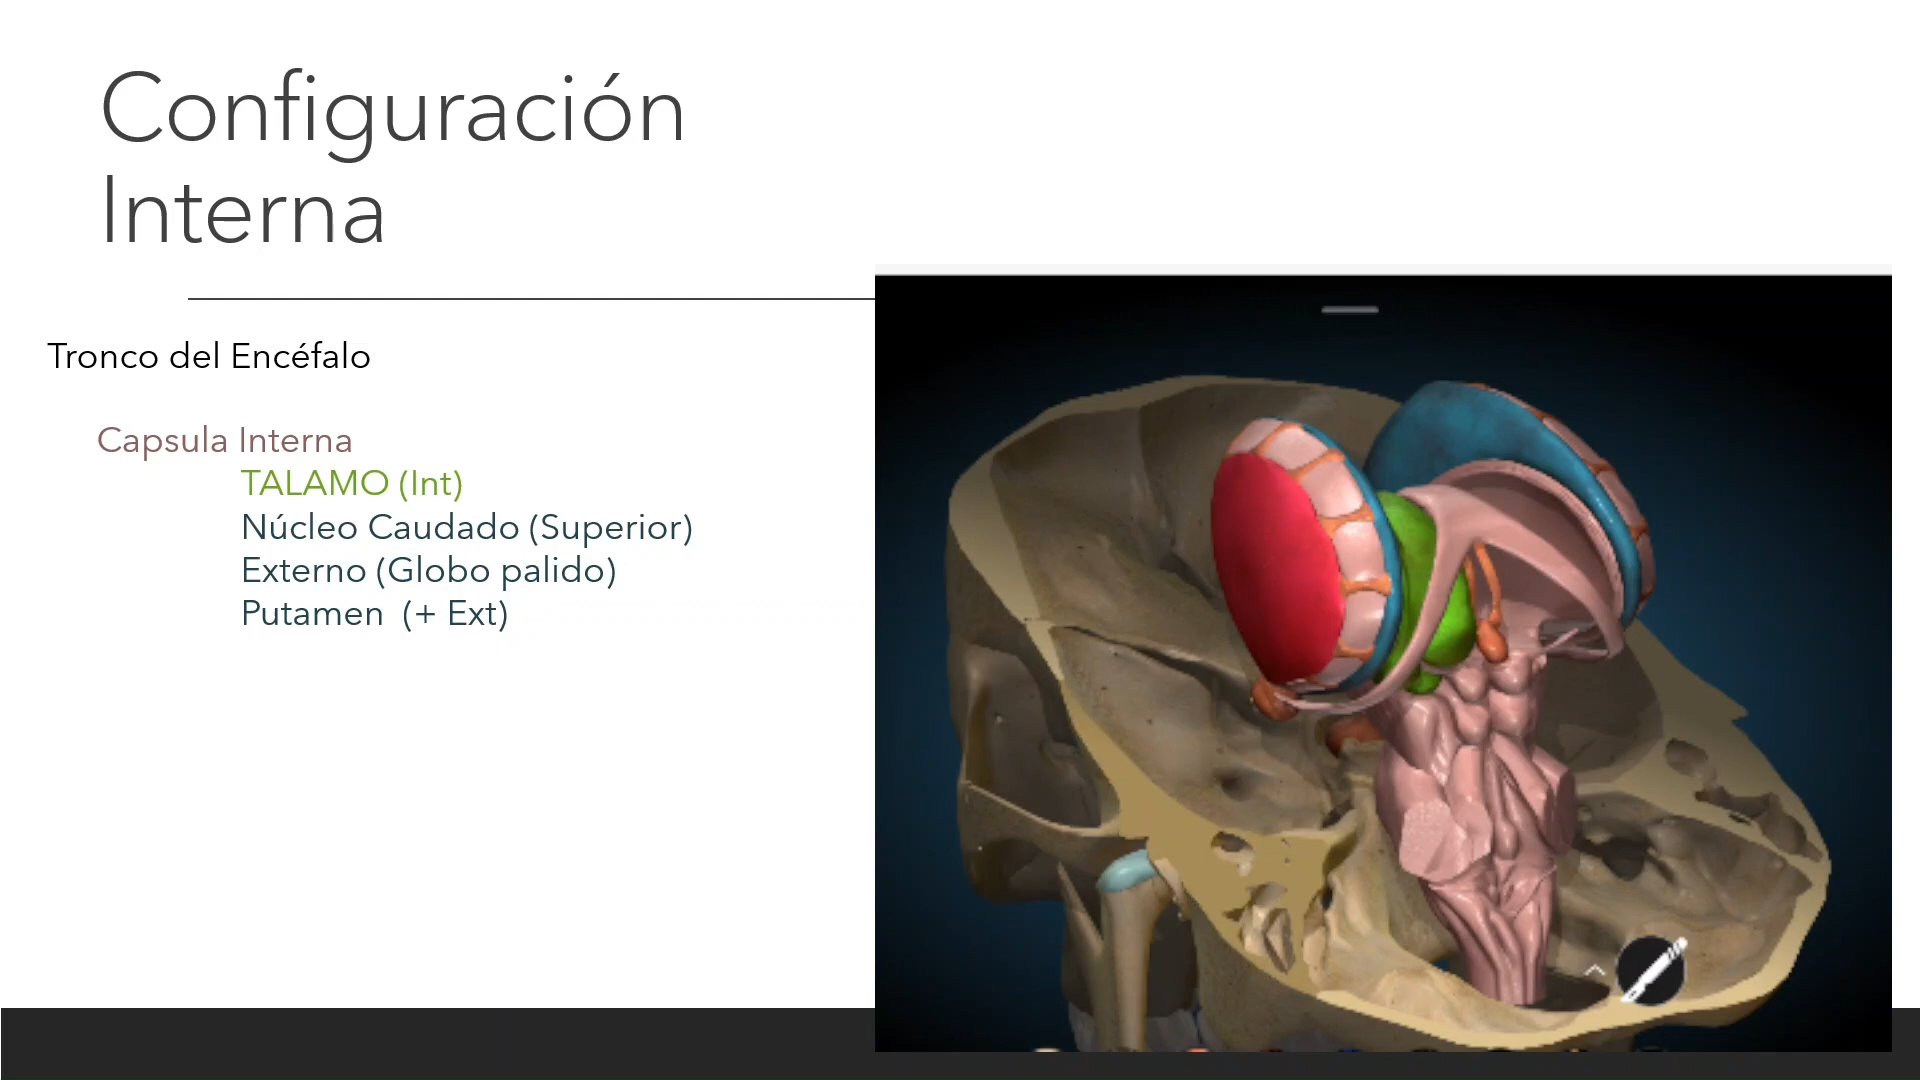 Configuración
Interna
Tronco del Encéfalo
Capsula Interna
TALAMO (Int)
Núcleo Caudado (Superior)
Externo (Globo palido)
Putamen (+ Ext)